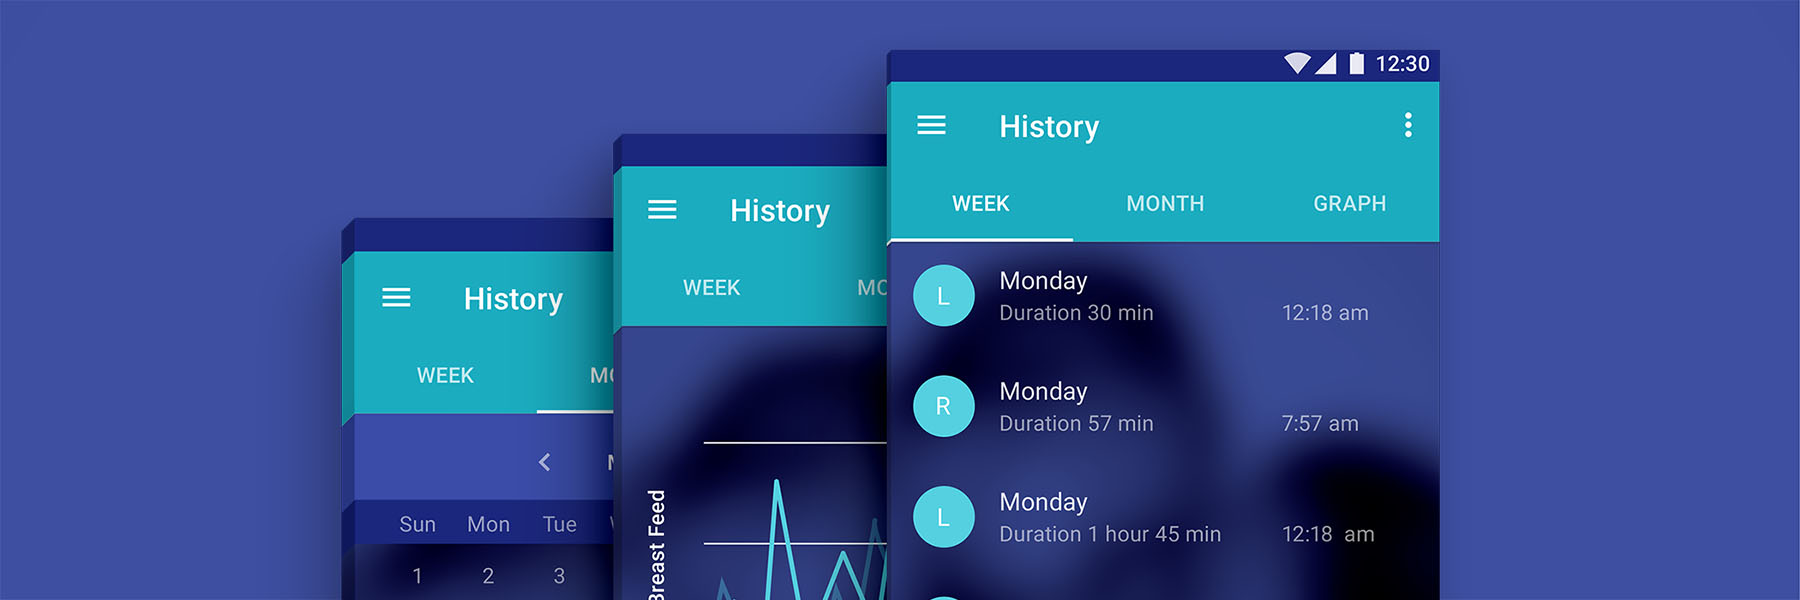 12:30
History
WEEK MONTH GRAPH
L Monday
Duration 30 min 12:18 am
R Monday
Duration 57 min 7:57 am
L Monday
Duration 1 hour 45 min 12:18 am
History
WEEK
Breast Feed
History
WEEK
Sun Mon Tue
1 2 3